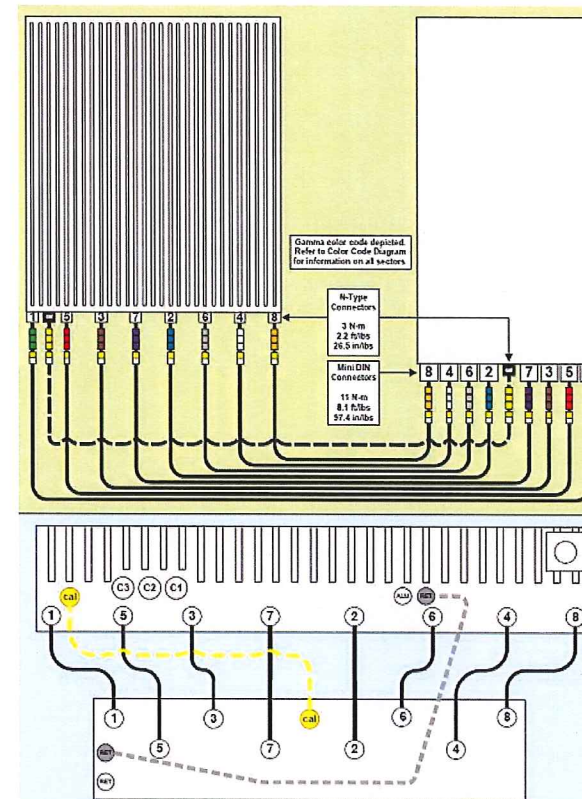 Gamma color code depicted.
Refer to Color Code Diagram
for information on all sectors
1 5 3 7 2 6 4 8
N-Type
Connectors
3 N-m
2.2 ft/lbs
26.5 in/lbs
Mini DIN
Connectors
11 N-m
8.1 ft/lbs
97.4 in/lbs
8 4 6 2 7 3 5
C3 C2 C1
cal ALU RET
1 5 3 7 2 6 4 8
1 3 cal 6 8
5 7 2 4
RET
RET